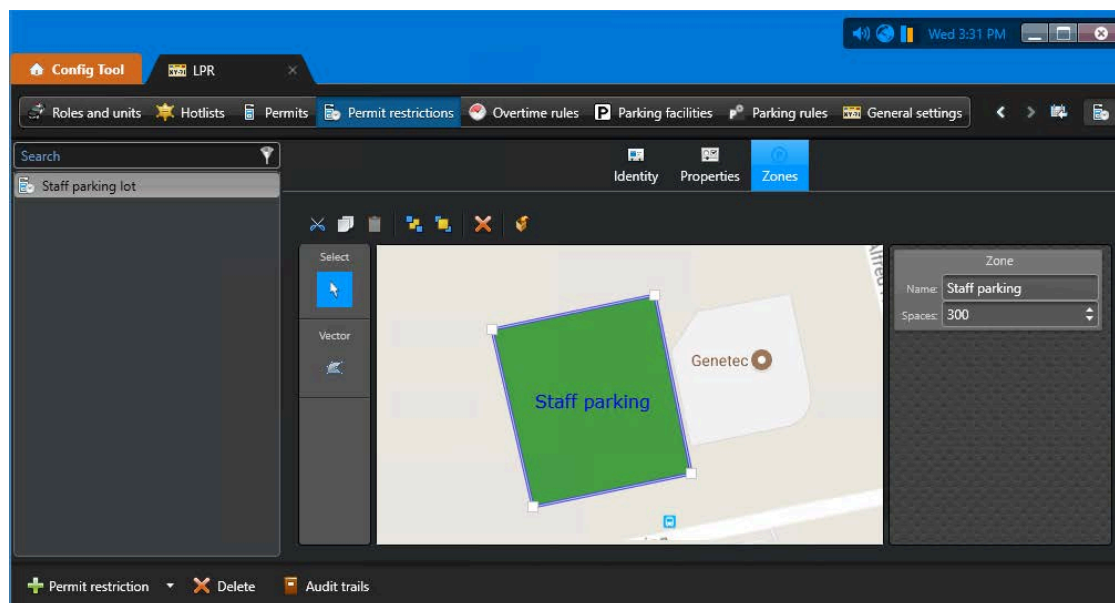 Wed 3:31 PM
Config Tool LPR
Roles and units Hotlists Permits Permit restrictions Overtime rules P Parking facilities Parking rules General settings
Search
Identity Properties Zones
Staff parking lot
Select
Zone
Name: Staff parking
Spaces: 300
Vector
Genetec
Staff parking
Permit restriction Delete Audit trails